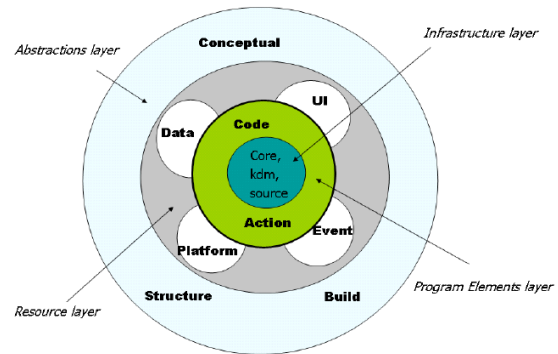 Infrastructure layer
Conceptual
Abstractions layer
UI
Data
Code
Core,
kdm,
source
Action
Event
Platform
Program Elements layer
Structure
Build
Resource layer